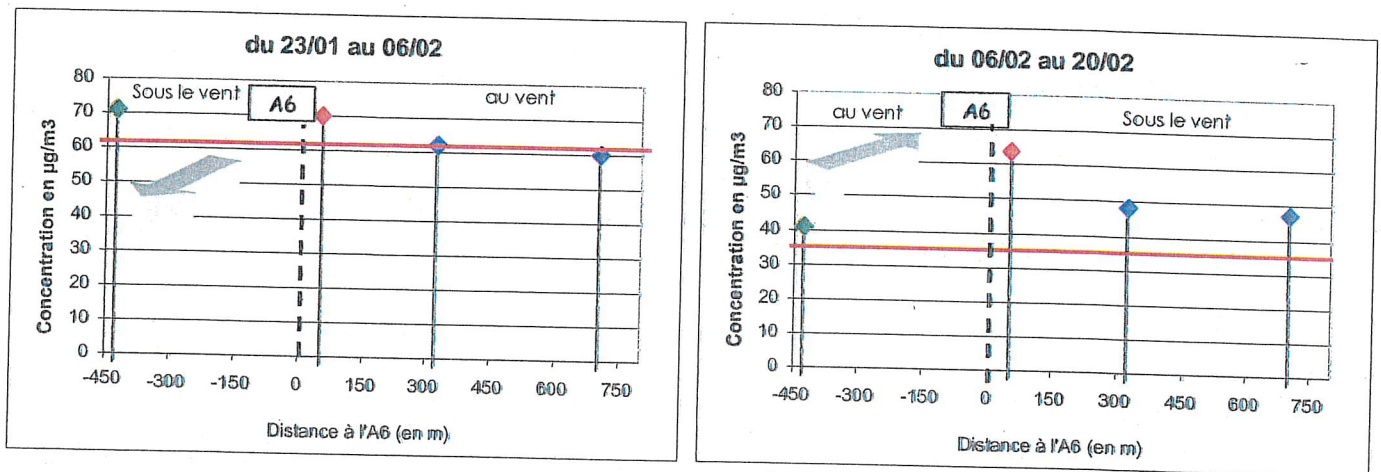 du 23/01 au 06/02
Concentration en µg/m3
80
70
60
50
40
30
20
10
0
Sous le vent
A6
au vent
-450 -300 -150 0 150 300 450 600 750
Distance à l'A6 (en m)
du 06/02 au 20/02
Concentration en µg/m3
80
70
60
50
40
30
20
10
0
au vent
A6
Sous le vent
-450 -300 -150 0 150 300 450 600 750
Distance à l'A6 (en m)